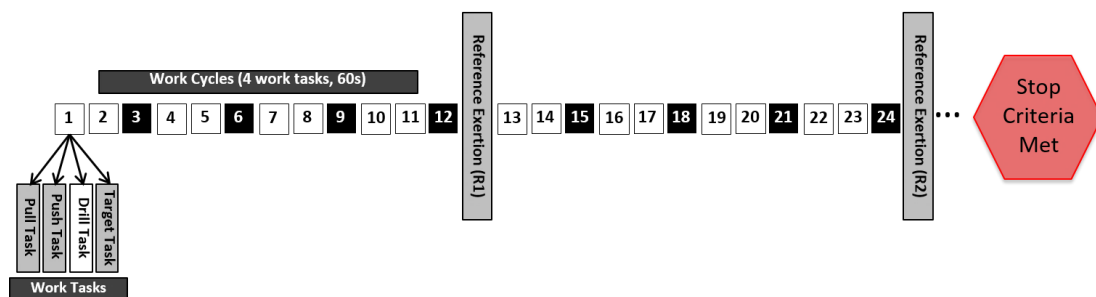 Work Cycles (4 work tasks, 60s)
1 2 3 4 5 6 7 8 9 10 11 12
Reference Exertion (R1)
13 14 15 16 17 18 19 20 21 22 23 24
Reference Exertion (R2)
...
Stop
Criteria
Met
Pull Task
Push Task
Drill Task
Target Task
Work Tasks